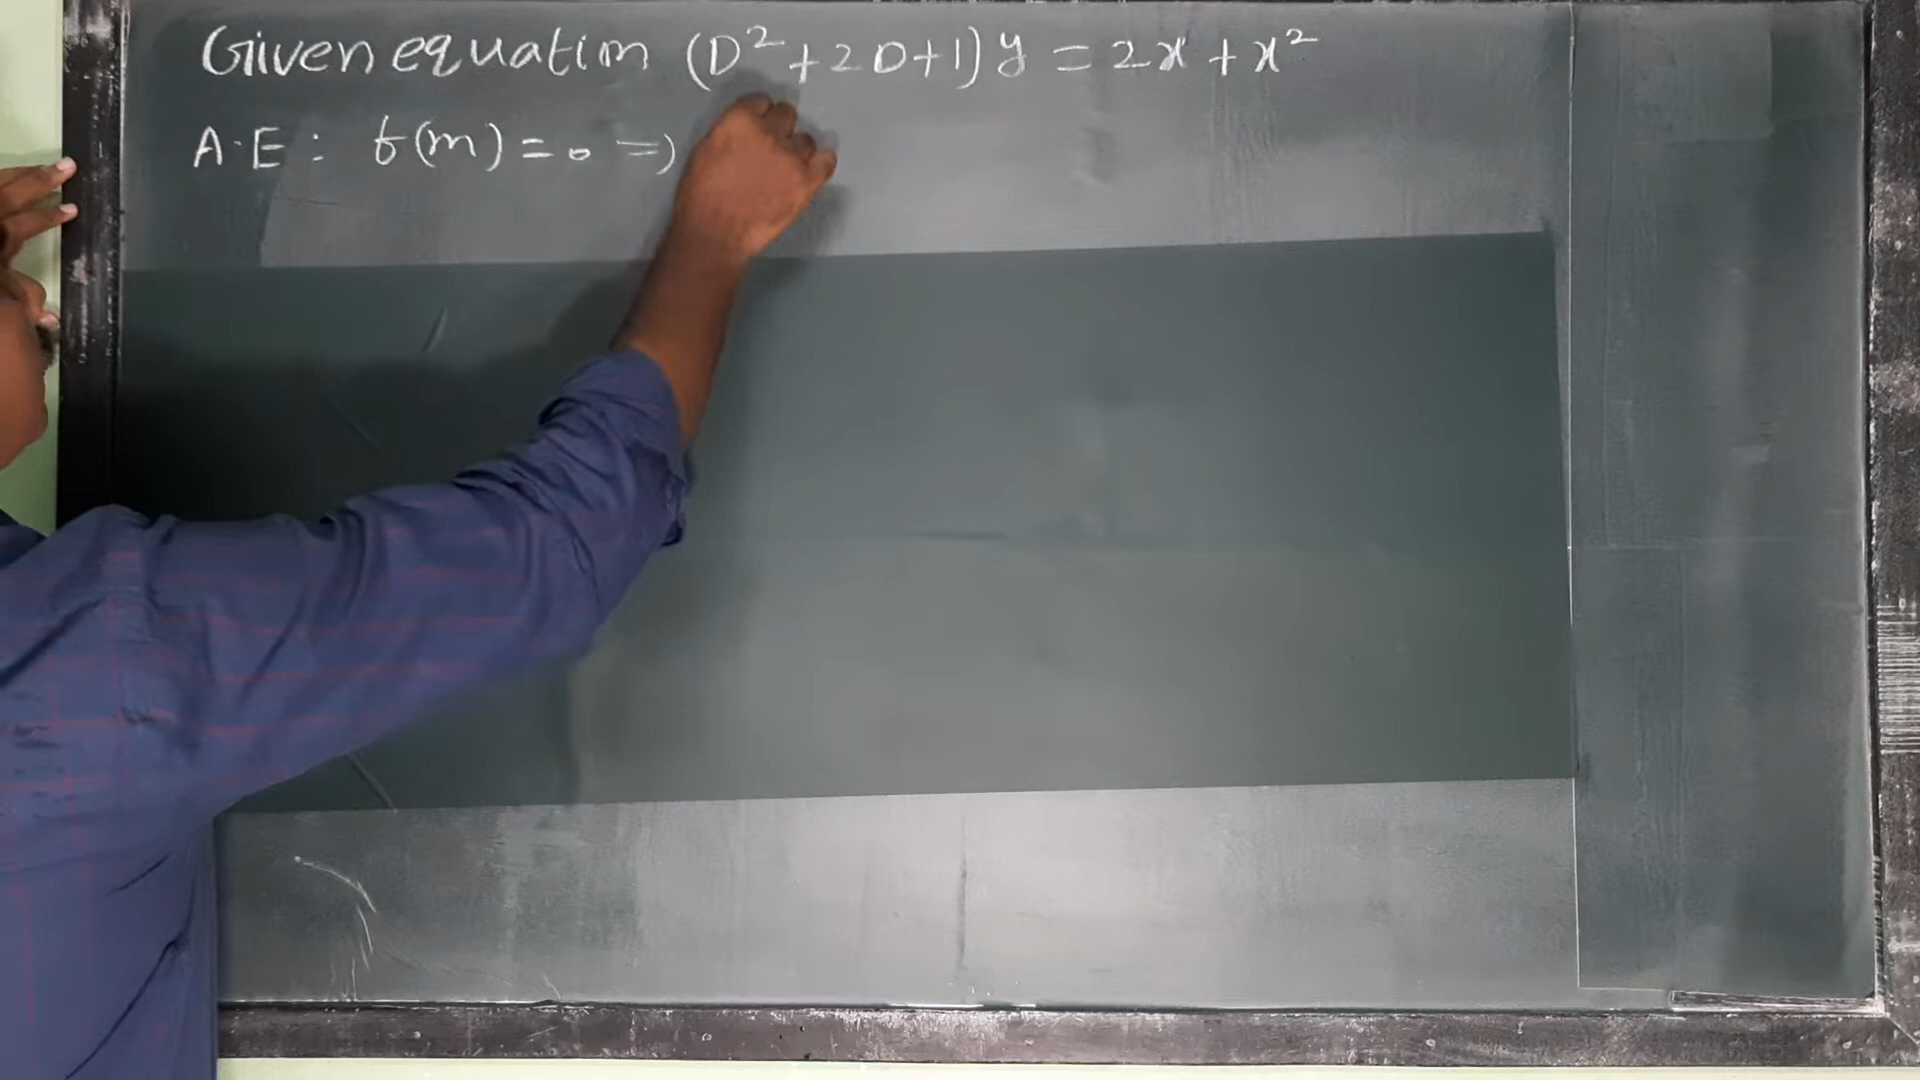 Given equation (D²+2D+1)y = 2x+x²
A.E: f(m)=0 ⇒